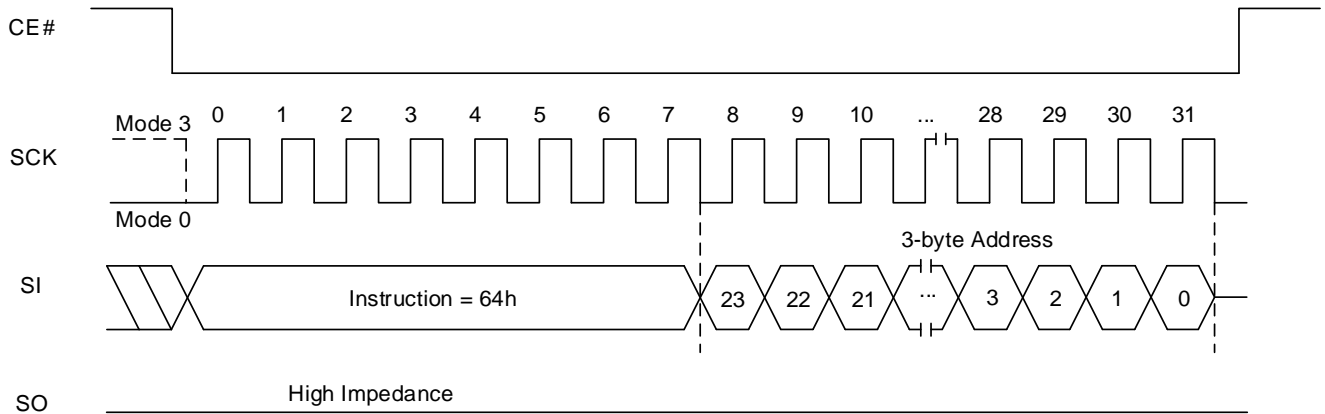 CE#
0 1 2 3 4 5 6 7 8 9 10 ... 28 29 30 31
Mode 3
SCK
Mode 0
3-byte Address
SI
Instruction = 64h 23 22 21 ... 3 2 1 0
High Impedance
SO